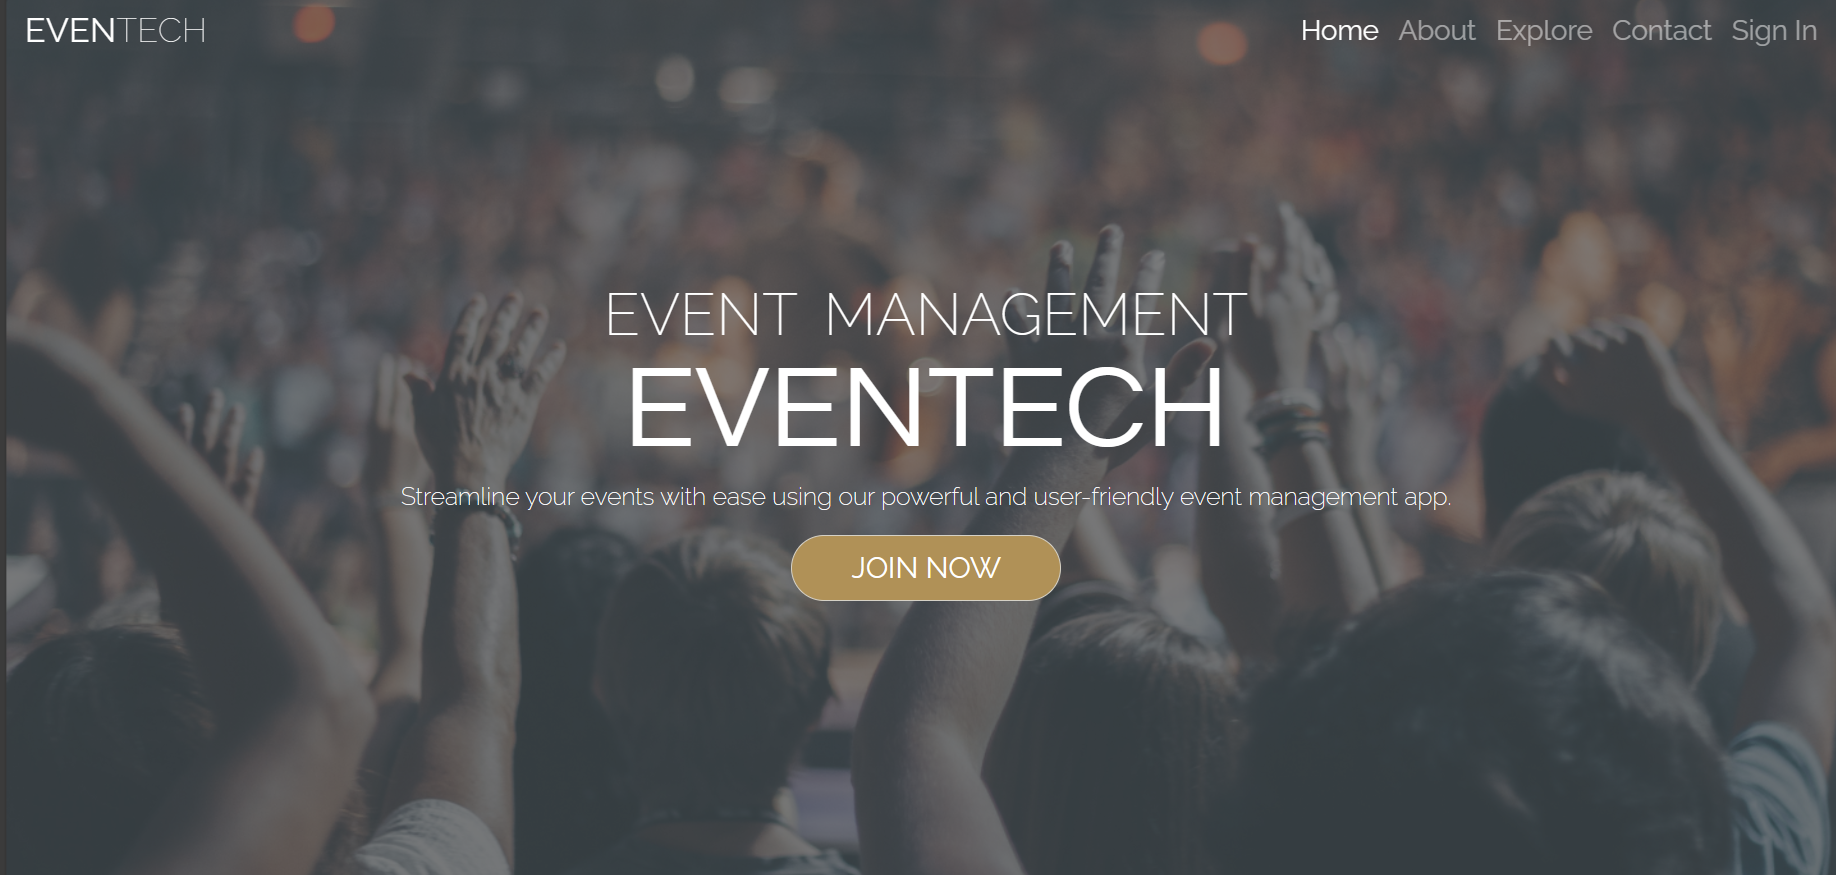 EVENTECH
Home About Explore Contact Sign In
EVENT MANAGEMENT
EVENTECH
Streamline your events with ease using our powerful and user-friendly event management app.
JOIN NOW